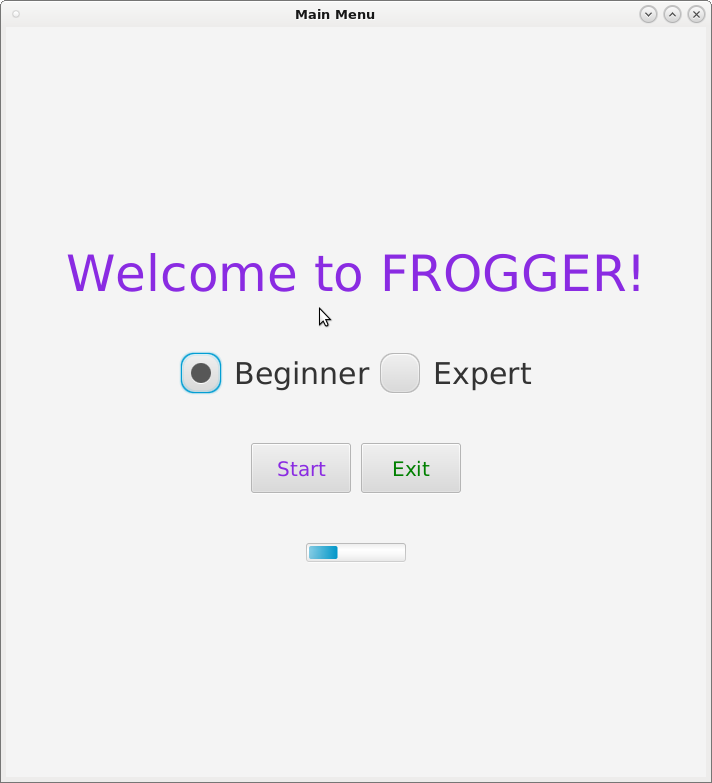 Main Menu
Welcome to FROGGER!
Beginner Expert
Start Exit